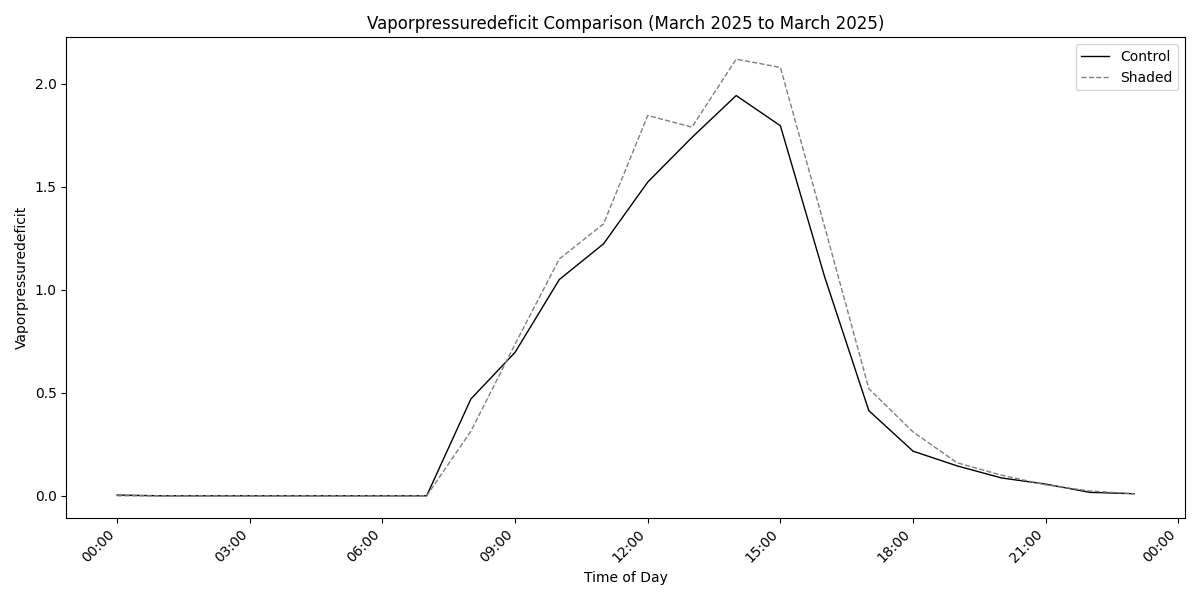 Vaporpressuredeficit Comparison (March 2025 to March 2025)
Control
Shaded
Vaporpressuredeficit
2.0
1.5
1.0
0.5
0.0
00:00
03:00
06:00
09:00
12:00
15:00
18:00
21:00
00:00
Time of Day